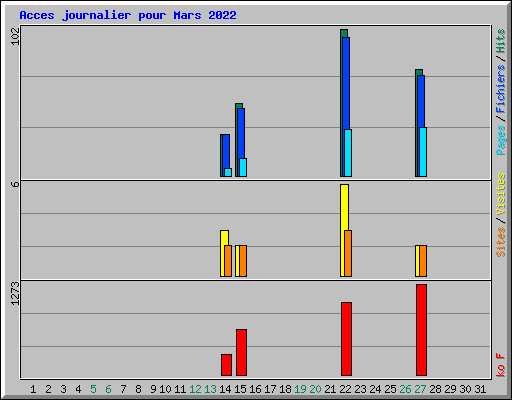 Acces journalier pour Mars 2022
102
6
1273
Pages / Fichiers / Hits
Sites / Visites
Ko F
1 2 3 4 5 6 7 8 9 10 11 12 13 14 15 16 17 18 19 20 21 22 23 24 25 26 27 28 29 30 31